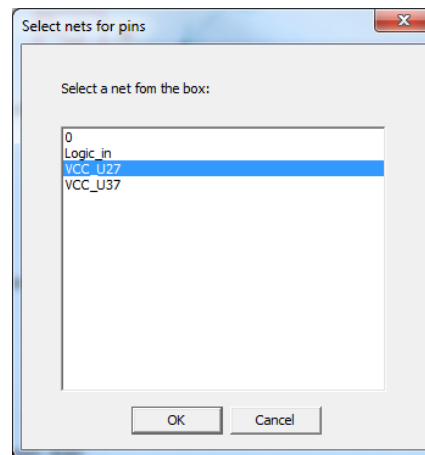 Select nets for pins
Select a net fom the box:
0
Logic_in
VCC_U27
VCC_U37
OK
Cancel